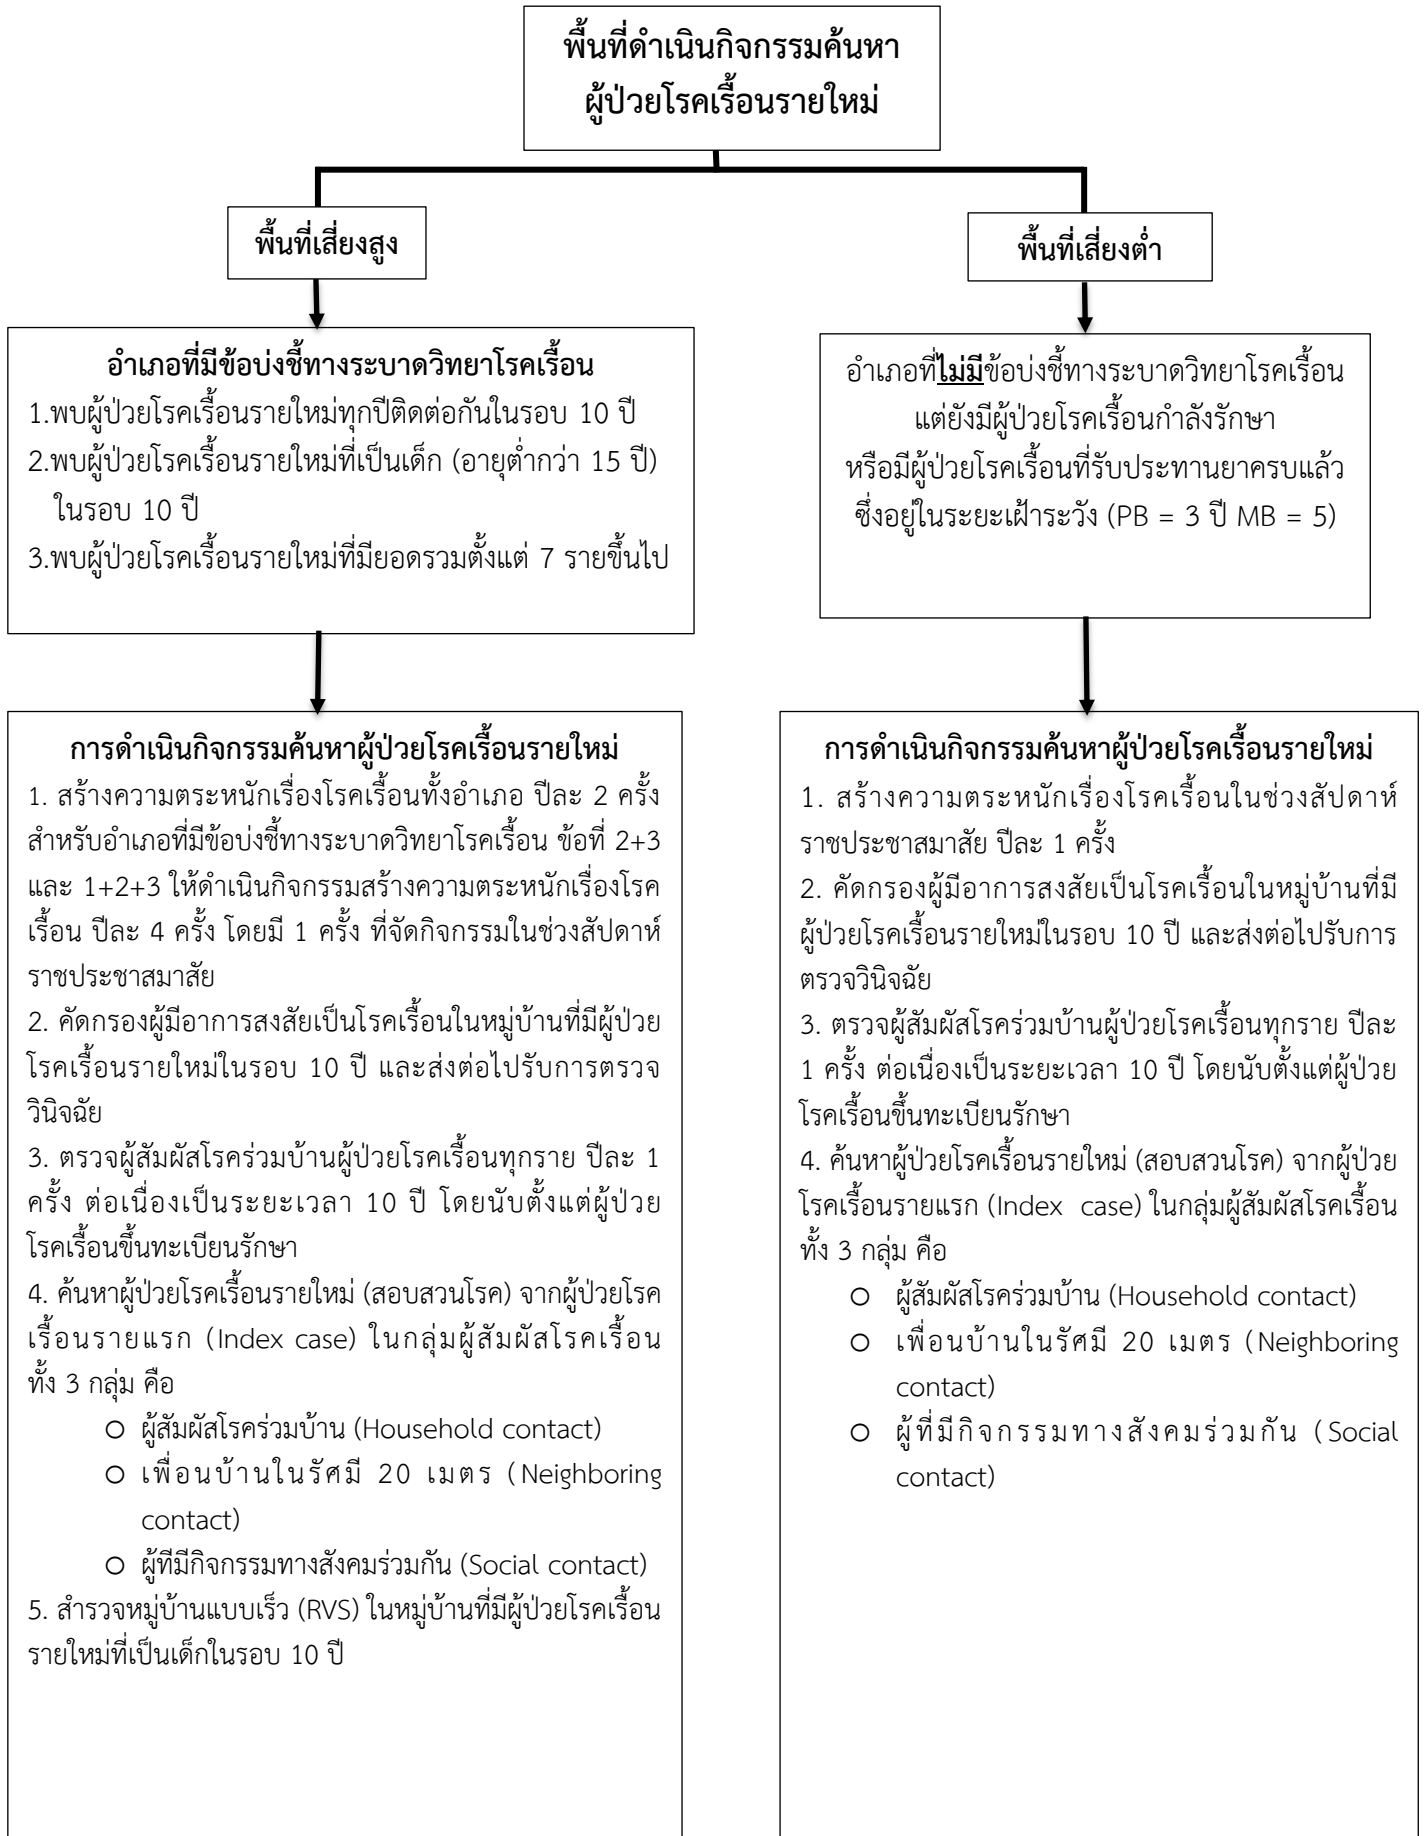 พื้นที่ดำเนินกิจกรรมค้นหา
ผู้ป่วยโรคเรื้อนรายใหม่
พื้นที่เสี่ยงสูง
พื้นที่เสี่ยงต่ำ
อำเภอที่มีข้อบ่งชี้ทางระบาดวิทยาโรคเรื้อน
1.พบผู้ป่วยโรคเรื้อนรายใหม่ทุกปีติดต่อกันในรอบ 10 ปี
2.พบผู้ป่วยโรคเรื้อนรายใหม่ที่เป็นเด็ก (อายุต่ำกว่า 15 ปี)
ในรอบ 10 ปี
3.พบผู้ป่วยโรคเรื้อนรายใหม่ที่มียอดรวมตั้งแต่ 7 รายขึ้นไป
อำเภอที่ไม่มีข้อบ่งชี้ทางระบาดวิทยาโรคเรื้อน
แต่ยังมีผู้ป่วยโรคเรื้อนกำลังรักษา
หรือมีผู้ป่วยโรคเรื้อนที่รับประทานยาครบแล้ว
ซึ่งอยู่ในระยะเฝ้าระวัง (PB = 3 ปี MB = 5)
การดำเนินกิจกรรมค้นหาผู้ป่วยโรคเรื้อนรายใหม่
1. สร้างความตระหนักเรื่องโรคเรื้อนทั้งอำเภอ ปีละ 2 ครั้ง
สำหรับอำเภอที่มีข้อบ่งชี้ทางระบาดวิทยาโรคเรื้อน ข้อที่ 2+3
และ 1+2+3 ให้ดำเนินกิจกรรมสร้างความตระหนักเรื่องโรค
เรื้อน ปีละ 4 ครั้ง โดยมี 1 ครั้ง ที่จัดกิจกรรมในช่วงสัปดาห์
ราชประชาสมาสัย
2. คัดกรองผู้มีอาการสงสัยเป็นโรคเรื้อนในหมู่บ้านที่มีผู้ป่วย
โรคเรื้อนรายใหม่ในรอบ 10 ปี และส่งต่อไปรับการตรวจ
วินิจฉัย
3. ตรวจผู้สัมผัสโรคร่วมบ้านผู้ป่วยโรคเรื้อนทุกราย ปีละ 1
ครั้ง ต่อเนื่องเป็นระยะเวลา 10 ปี โดยนับตั้งแต่ผู้ป่วย
โรคเรื้อนขึ้นทะเบียนรักษา
4. ค้นหาผู้ป่วยโรคเรื้อนรายใหม่ (สอบสวนโรค) จากผู้ป่วยโรค
เรื้อนรายแรก (Index case) ในกลุ่มผู้สัมผัสโรคเรื้อน
ทั้ง 3 กลุ่ม คือ
o ผู้สัมผัสโรคร่วมบ้าน (Household contact)
o เพื่อนบ้านในรัศมี 20 เมตร (Neighboring
contact)
o ผู้ทีมีกิจกรรมทางสังคมร่วมกัน (Social contact)
5. สำรวจหมู่บ้านแบบเร็ว (RVS) ในหมู่บ้านที่มีผู้ป่วยโรคเรื้อน
รายใหม่ที่เป็นเด็กในรอบ 10 ปี
การดำเนินกิจกรรมค้นหาผู้ป่วยโรคเรื้อนรายใหม่
1. สร้างความตระหนักเรื่องโรคเรื้อนในช่วงสัปดาห์
ราชประชาสมาสัย ปีละ 1 ครั้ง
2. คัดกรองผู้มีอาการสงสัยเป็นโรคเรื้อนในหมู่บ้านที่มี
ผู้ป่วยโรคเรื้อนรายใหม่ในรอบ 10 ปี และส่งต่อไปรับการ
ตรวจวินิจฉัย
3. ตรวจผู้สัมผัสโรคร่วมบ้านผู้ป่วยโรคเรื้อนทุกราย ปีละ
1 ครั้ง ต่อเนื่องเป็นระยะเวลา 10 ปี โดยนับตั้งแต่ผู้ป่วย
โรคเรื้อนขึ้นทะเบียนรักษา
4. ค้นหาผู้ป่วยโรคเรื้อนรายใหม่ (สอบสวนโรค) จากผู้ป่วย
โรคเรื้อนรายแรก (Index case) ในกลุ่มผู้สัมผัสโรคเรื้อน
ทั้ง 3 กลุ่ม คือ
o ผู้สัมผัสโรคร่วมบ้าน (Household contact)
o เพื่อนบ้านในรัศมี 20 เมตร (Neighboring
contact)
o ผู้ที่มีกิจกรรมทางสังคมร่วมกัน (Social
contact)